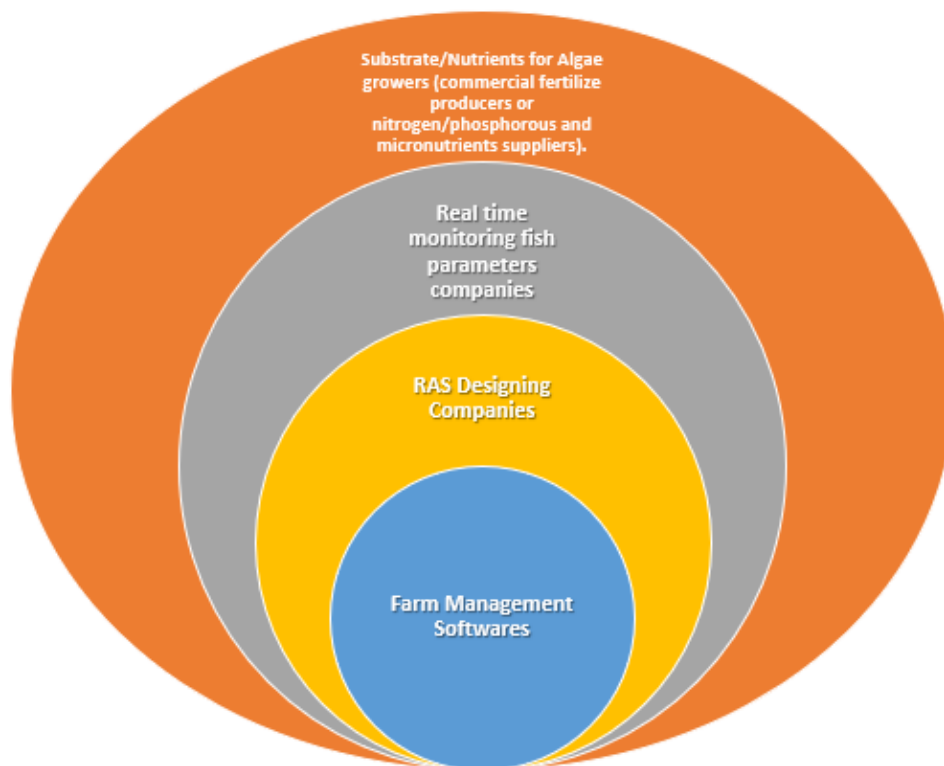 Substrate/Nutrients for Algae
growers (commercial fertilize
producers or
nitrogen/phosphorous and
micronutrients suppliers).
Real time
monitoring fish
parameters
companies
RAS Designing
Companies
Farm Management
Softwares